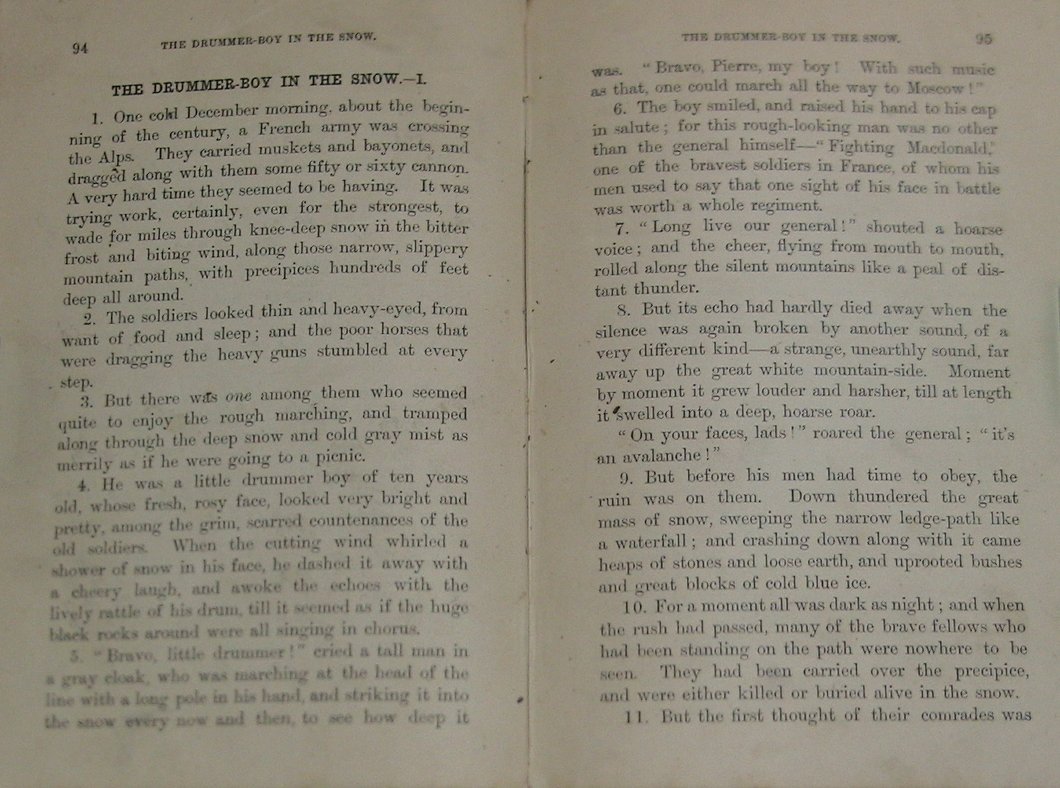 94
THE DRUMMER-BOY IN THE SNOW.
THE DRUMMER-BOY IN THE SNOW.—I.
1. One cold December morning, about the begin-
ning of the century, a French army was crossing
the Alps. They carried muskets and bayonets, and
dragged along with them some fifty or sixty cannon.
A very hard time they seemed to be having. It was
trying work, certainly, even for the strongest, to
wade for miles through knee-deep snow in the bitter
frost and biting wind, along those narrow, slippery
mountain paths, with precipices hundreds of feet
deep all around.
2. The soldiers looked thin and heavy-eyed, from
want of food and sleep; and the poor horses that
were dragging the heavy guns stumbled at every
step.
3. But there was one among them who seemed
quite to enjoy the rough marching, and tramped
along through the deep snow and cold gray mist as
merrily as if he were going to a picnic.
4. He was a little drummer boy of ten years
old, whose fresh, rosy face, looked very bright and
pretty, among the grim, scarred countenances of the
old soldiers. When the cutting wind whirled a
shower of snow in his face, he dashed it away with
a cheery laugh, and awoke the echoes with the
lively rattle of his drum, till it seemed as if the huge
black rocks around were all singing in chorus.
5. "Bravo, little drummer!" cried a tall man in
a gray cloak, who was marching at the head of the
line with a long pole in his hand, and striking it into
the snow every now and then, to see how deep it
THE DRUMMER-BOY IN THE SNOW.
95
was. "Bravo, Pierre, my boy! With such music
as that, one could march all the way to Moscow!"
6. The boy smiled, and raised his hand to his cap
in salute; for this rough-looking man was no other
than the general himself—"Fighting Macdonald,"
one of the bravest soldiers in France, of whom his
men used to say that one sight of his face in battle
was worth a whole regiment.
7. "Long live our general!" shouted a hoarse
voice; and the cheer, flying from mouth to mouth,
rolled along the silent mountains like a peal of dis-
tant thunder.
8. But its echo had hardly died away when the
silence was again broken by another sound, of a
very different kind—a strange, unearthly sound, far
away up the great white mountain-side. Moment
by moment it grew louder and harsher, till at length
it swelled into a deep, hoarse roar.
"On your faces, lads!" roared the general; "it's
an avalanche!"
9. But before his men had time to obey, the
ruin was on them. Down thundered the great
mass of snow, sweeping the narrow ledge-path like
a waterfall; and crashing down along with it came
heaps of stones and loose earth, and uprooted bushes
and great blocks of cold blue ice.
10. For a moment all was dark as night; and when
the rush had passed, many of the brave fellows who
had been standing on the path were nowhere to be
seen. They had been carried over the precipice,
and were either killed or buried alive in the snow.
11. But the first thought of their comrades was